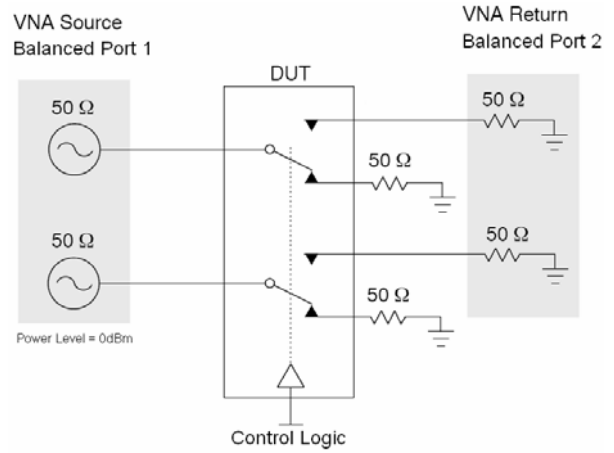 VNA Source
Balanced Port 1
VNA Return
Balanced Port 2
DUT
50 Ω
50 Ω
50 Ω
50 Ω
50 Ω
50 Ω
Power Level = 0dBm
Control Logic